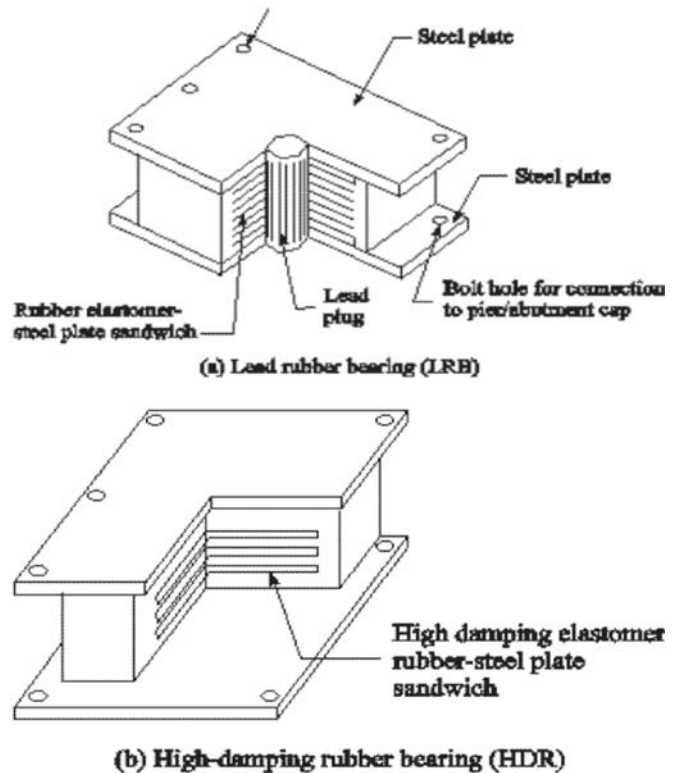 Steel plate
Steel plate
Rubber elastomer-
steel plate sandwich
Lead
plug
Bolt hole for connection
to pier/abutment cap
(a) Lead rubber bearing (LRB)
High damping elastomer
rubber-steel plate
sandwich
(b) High-damping rubber bearing (HDR)